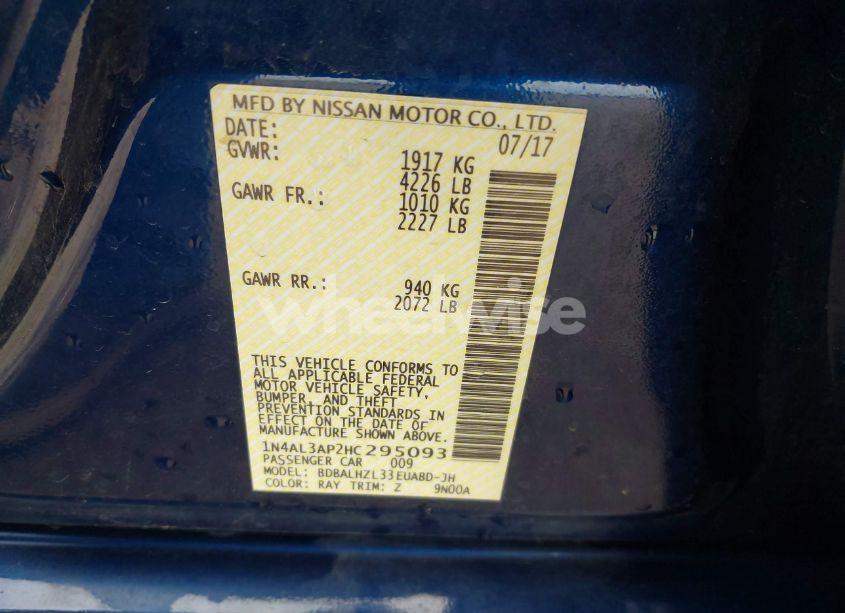 MFD BY NISSAN MOTOR CO., LTD.
DATE: 07/17
GVWR: 1917 KG
4226 LB
GAWR FR.: 1010 KG
2227 LB
GAWR RR.: 940 KG
2072 LB
wheelwise
THIS VEHICLE CONFORMS TO
ALL APPLICABLE FEDERAL
MOTOR VEHICLE SAFETY,
BUMPER, AND THEFT
PREVENTION STANDARDS IN
EFFECT ON THE DATE OF
MANUFACTURE SHOWN ABOVE.
1N4AL3AP2HC295093
PASSENGER CAR 009
MODEL: BDBALHZL33EUA8D-JH
COLOR: RAY TRIM: Z 9N00A